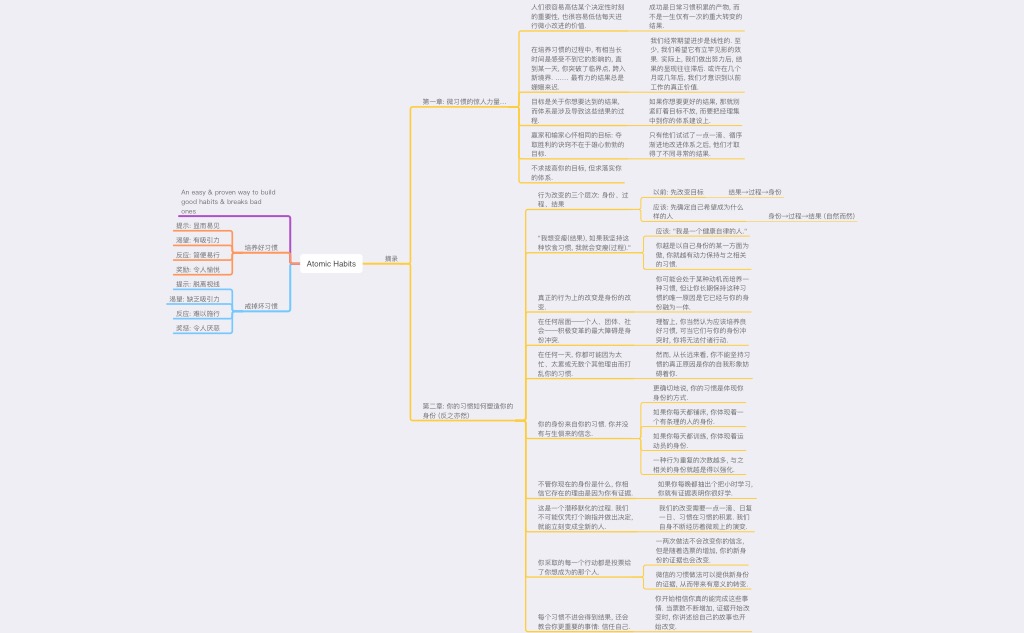 An easy & proven way to build
good habits & breaks bad
ones
提示: 显而易见
渴望: 有吸引力
反应: 简便易行
奖励: 令人愉悦
培养好习惯
提示: 脱离视线
渴望: 缺乏吸引力
反应: 难以施行
奖惩: 令人厌恶
戒掉坏习惯
Atomic Habits
摘录
第一章: 微习惯的惊人力量...
人们很容易高估某个决定性时刻
的重要性, 也很容易低估每天进
行微小改进的价值.
成功是日常习惯积累的产物, 而
不是一生仅有一次的重大转变的
结果.
在培养习惯的过程中, 有相当长
时间是感受不到它的影响的, 直
到某一天, 你突破了临界点, 跨入
新境界. ...... 最有力的结果总是
姗姗来迟.
我们经常期望进步是线性的. 至
少, 我们希望它有立竿见影的效
果. 实际上, 我们做出努力后, 结
果的呈现往往滞后. 或许在几个
月或几年后, 我们才意识到以前
工作的真正价值.
目标是关于你想要达到的结果,
而体系是涉及导致这些结果的过
程.
如果你想要更好的结果, 那就别
紧盯着目标不放, 而要把经理集
中到你的体系建设上.
赢家和输家心怀相同的目标: 夺
取胜利的诀窍不在于雄心勃勃的
目标.
只有他们试试了一点一滴、循序
渐进地改进体系之后, 他们才取
得了不同寻常的结果.
不求拔高你的目标, 但求落实你
的体系.
第二章: 你的习惯如何塑造你的
身份 (反之亦然)
行为改变的三个层次: 身份、过
程、结果
以前: 先改变目标
结果→过程→身份
应该: 先确定自己希望成为什么
样的人
身份→过程→结果 (自然而然)
"我想变瘦(结果), 如果我坚持这
种饮食习惯, 我就会变瘦(过程)."
应该: "我是一个健康自律的人."
你越是以自己身份的某一方面为
傲, 你就越有动力保持与之相关
的习惯.
真正的行为上的改变是身份的改
变.
你可能会处于某种动机而培养一
种习惯, 但让你长期保持这种习
惯的唯一原因是它已经与你的身
份融为一体.
在任何层面——个人、团体、社
会——积极变革的最大障碍是身
份冲突.
理智上, 你当然认为应该培养良
好习惯, 可当它们与你的身份冲
突时, 你将无法付诸行动.
在任何一天, 你都可能因为太
忙、太累或无数个其他理由而打
乱你的习惯.
然而, 从长远来看, 你不能坚持习
惯的真正原因是你的自我形象妨
碍着你.
你的身份来自你的习惯. 你并没
有与生俱来的信念.
更确切地说, 你的习惯是体现你
身份的方式.
如果你每天都铺床, 你体现着一
个有条理的人的身份.
如果你每天都训练, 你体现着运
动员的身份.
一种行为重复的次数越多, 与之
相关的身份就越是得以强化.
不管你现在的身份是什么, 你相
信它存在的理由是因为你有证据.
如果你每晚都抽出个把小时学习,
你就有证据表明你很好学.
这是一个潜移默化的过程. 我们
不可能仅凭打个响指并做出决定,
就能立刻变成全新的人.
我们的改变需要一点一滴、日复
一日、习惯在习惯的积累. 我们
自身不断经历着微观上的演变.
你采取的每一个行动都是投票给
了你想成为的那个人.
一两次做法不会改变你的信念,
但是随着选票的增加, 你的新身
份的证据也会改变.
微信的习惯做法可以提供新身份
的证据, 从而带来有意义的转变.
每个习惯不进会得到结果, 还会
教会你更重要的事情: 信任自己.
你开始相信你真的能完成这些事
情. 当票数不断增加, 证据开始改
变时, 你讲述给自己的故事也开
始改变.